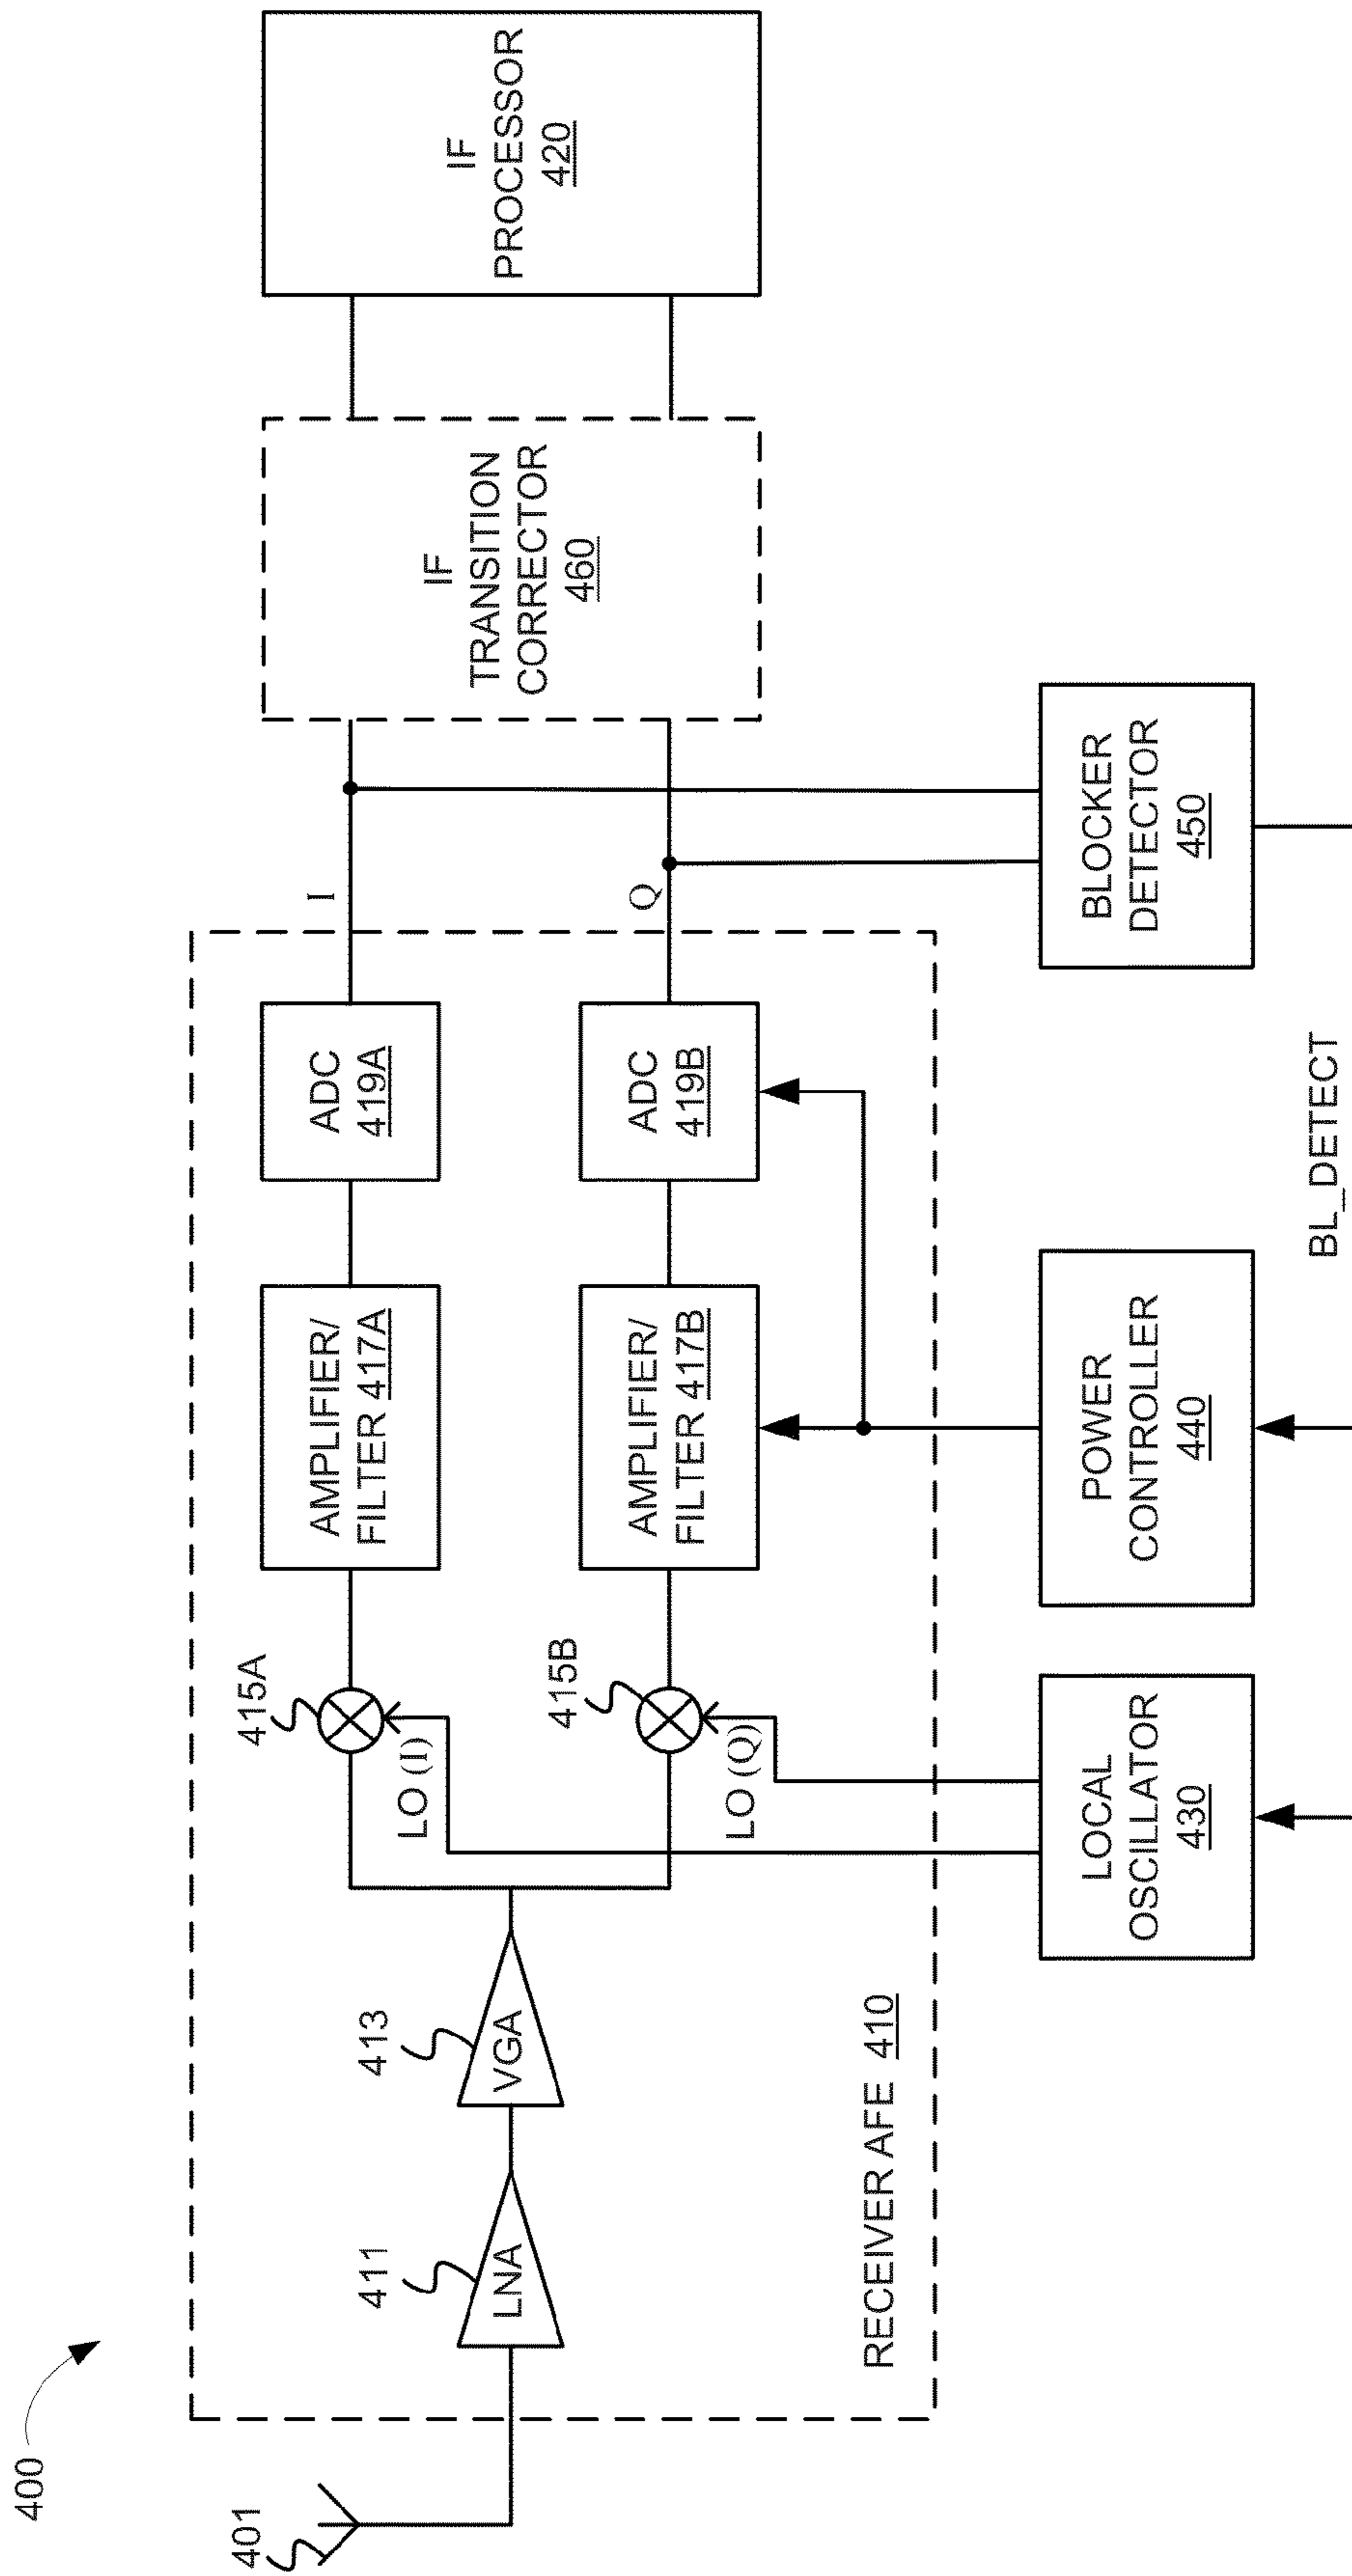 400
401
411
LNA
413
VGA
RECEIVER AFE 410
415A
LO (I)
415B
LO (Q)
AMPLIFIER/
FILTER 417A
AMPLIFIER/
FILTER 417B
ADC
419A
ADC
419B
I
Q
IF
TRANSITION
CORRECTOR
460
IF
PROCESSOR
420
LOCAL
OSCILLATOR
430
POWER
CONTROLLER
440
BLOCKER
DETECTOR
450
BL_DETECT